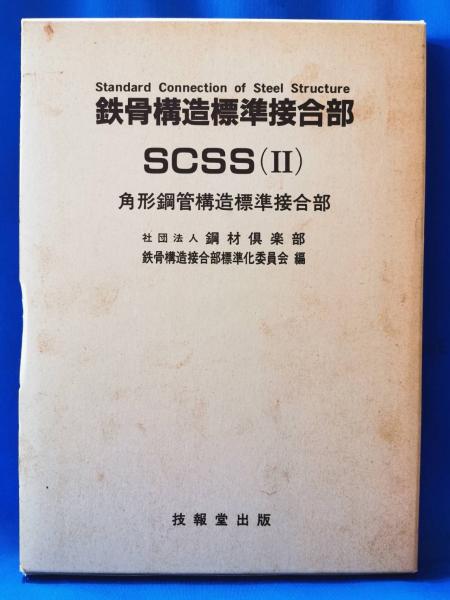 Standard Connection of Steel Structure
鉄骨構造標準接合部
SCSS(II)
角形鋼管構造標準接合部
社団法人 鋼材倶楽部
鉄骨構造接合部標準化委員会 編
技報堂出版